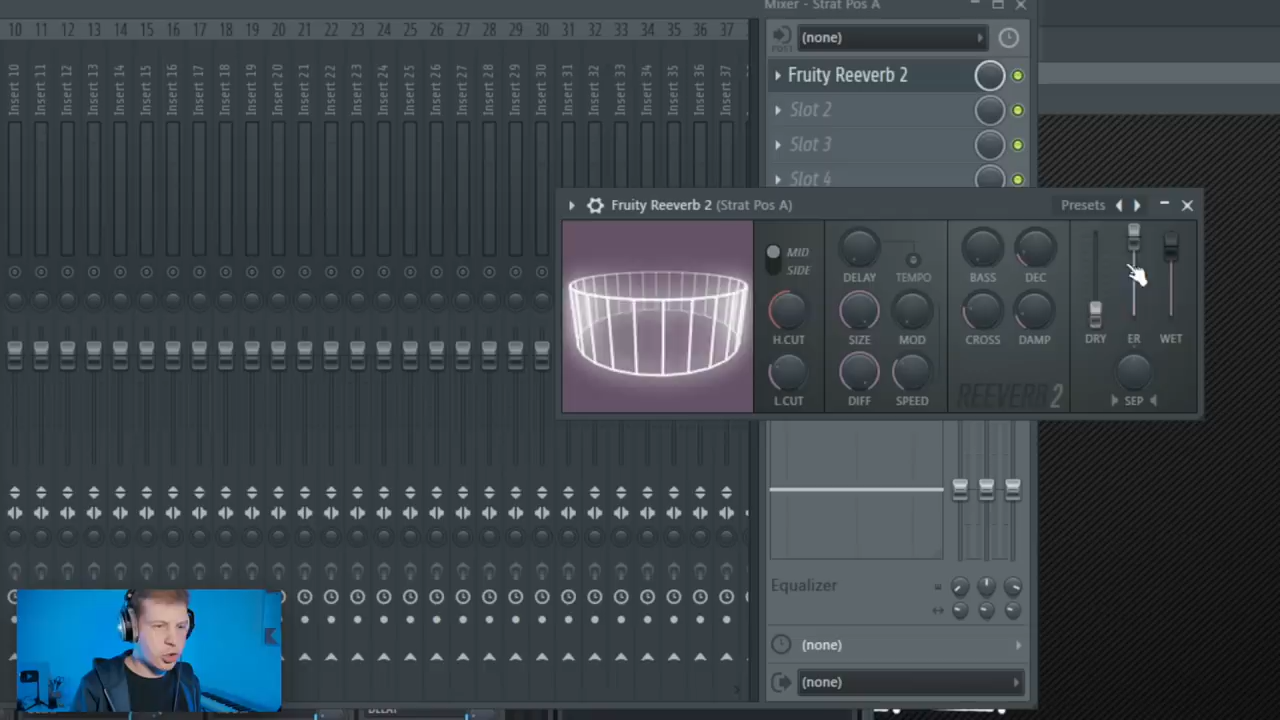 Mixer - Strat Pos A
10 11 12 13 14 15 16 17 18 19 20 21 22 23 24 25 26 27 28 29 30 31 32 33 34 35 36 37
(none)
POST
Insert 10 Insert 11 Insert 12 Insert 13 Insert 14 Insert 15 Insert 16 Insert 17 Insert 18 Insert 19 Insert 20 Insert 21 Insert 22 Insert 23 Insert 24 Insert 25 Insert 26 Insert 27 Insert 28 Insert 29 Insert 30 Insert 31 Insert 32 Insert 33 Insert 34 Insert 35 Insert 36 Insert 37
Fruity Reeverb 2
Slot 2
Slot 3
Slot 4
Fruity Reeverb 2 (Strat Pos A) Presets
MID
SIDE
DELAY TEMPO BASS DEC
H.CUT SIZE MOD CROSS DAMP DRY ER WET
L.CUT DIFF SPEED REEVERB 2 SEP
Equalizer
(none)
(none)
DELAY